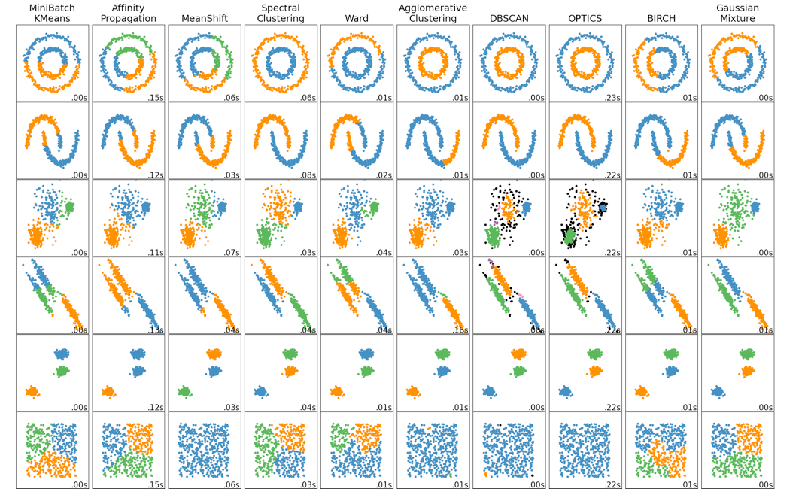 MiniBatch KMeans Affinity Propagation MeanShift Spectral Clustering Ward Agglomerative Clustering DBSCAN OPTICS BIRCH Gaussian Mixture
.00s .15s .06s .01s .01s .00s .23s .01s .00s
.00s .12s .03s .02s .01s .00s .22s .01s .00s
.00s .11s .07s .03s .04s .03s .00s .22s .01s .00s
.04s .04s .22s .01s .01s
.00s .12s .03s .04s .01s .01s .00s .22s .01s .00s
.00s .15s .06s .03s .01s .01s .00s .22s .01s .00s